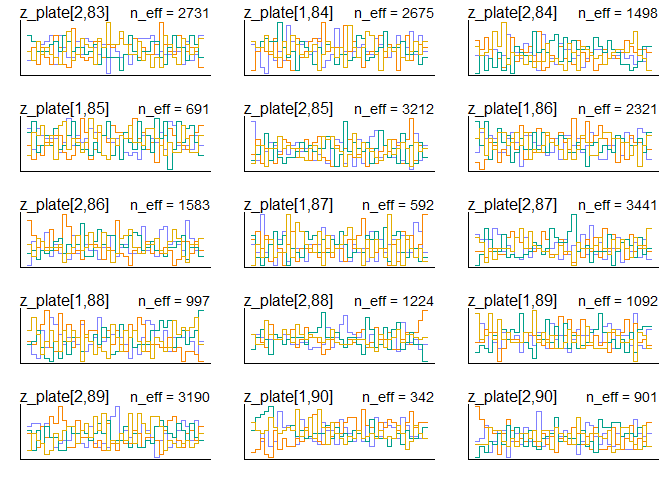 z_plate[2,83] n_eff = 2731 z_plate[1,84] n_eff = 2675 z_plate[2,84] n_eff = 1498
z_plate[1,85] n_eff = 691 z_plate[2,85] n_eff = 3212 z_plate[1,86] n_eff = 2321
z_plate[2,86] n_eff = 1583 z_plate[1,87] n_eff = 592 z_plate[2,87] n_eff = 3441
z_plate[1,88] n_eff = 997 z_plate[2,88] n_eff = 1224 z_plate[1,89] n_eff = 1092
z_plate[2,89] n_eff = 3190 z_plate[1,90] n_eff = 342 z_plate[2,90] n_eff = 901